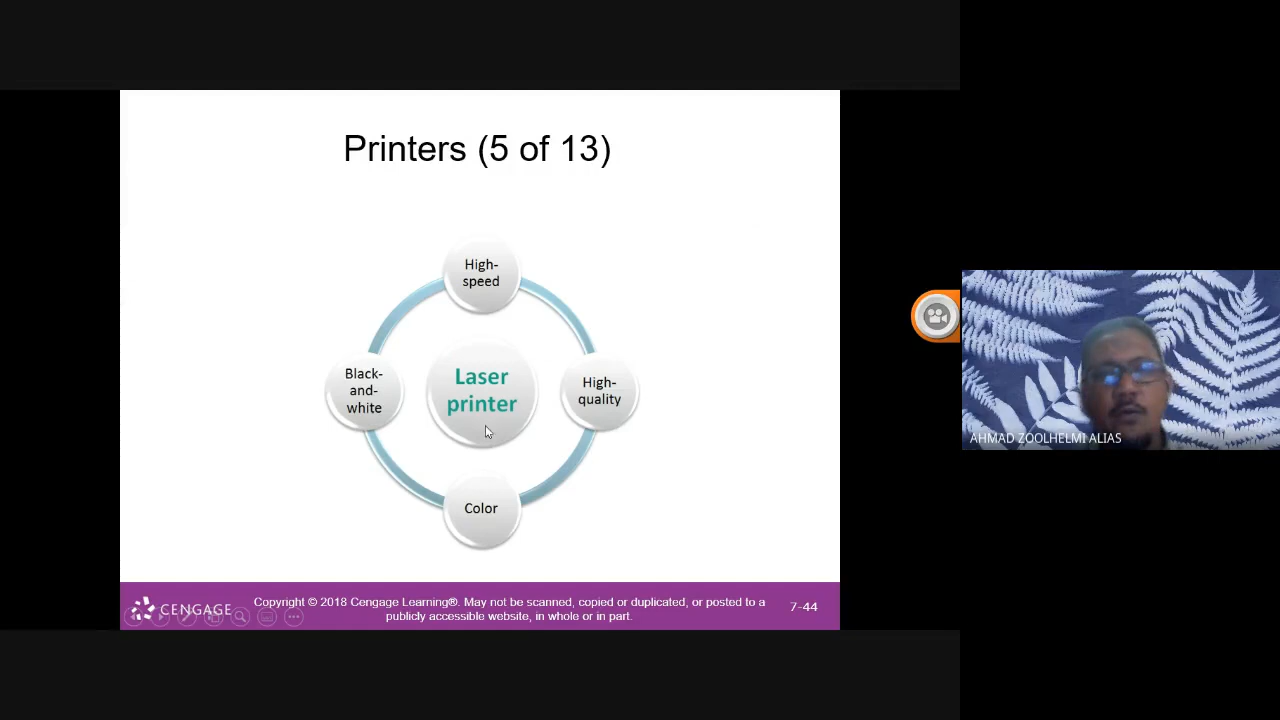 Printers (5 of 13)
High-
speed
Black-
and-
white
Laser
printer
High-
quality
Color
AHMAD ZOOLHELMI ALIAS
CENGAGE
Copyright © 2018 Cengage Learning®. May not be scanned, copied or duplicated, or posted to a
publicly accessible website, in whole or in part.
7-44